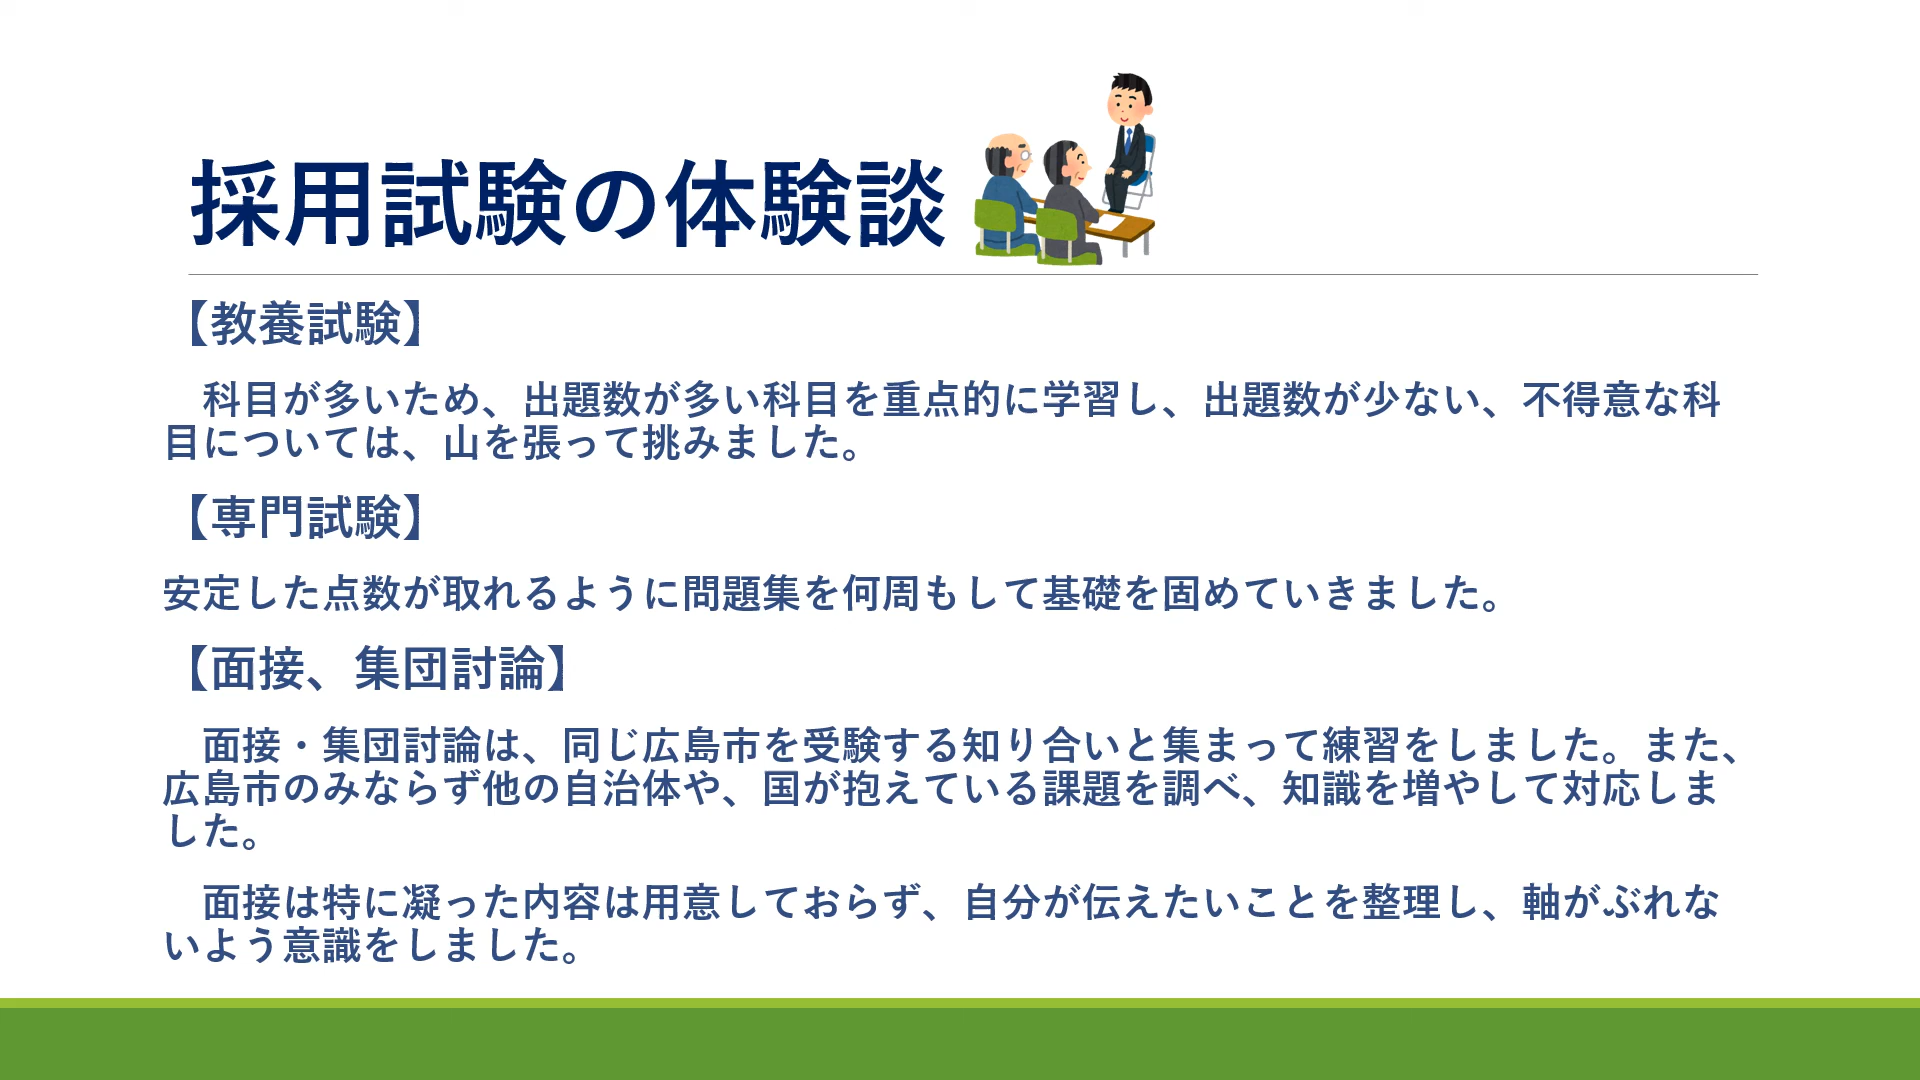 採用試験の体験談
【教養試験】
　科目が多いため、出題数が多い科目を重点的に学習し、出題数が少ない、不得意な科
目については、山を張って挑みました。
【専門試験】
安定した点数が取れるように問題集を何周もして基礎を固めていきました。
【面接、集団討論】
　面接・集団討論は、同じ広島市を受験する知り合いと集まって練習をしました。また、
広島市のみならず他の自治体や、国が抱えている課題を調べ、知識を増やして対応しま
した。
　面接は特に凝った内容は用意しておらず、自分が伝えたいことを整理し、軸がぶれな
いよう意識をしました。